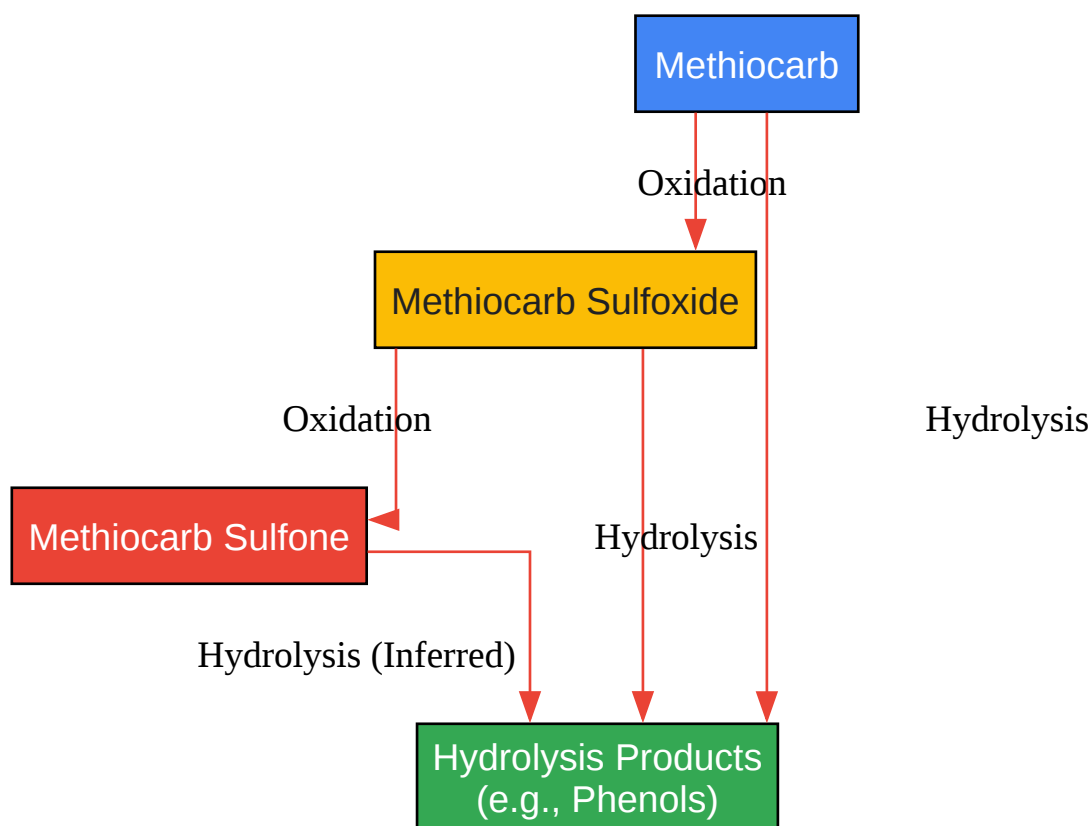 Methiocarb
Oxidation
Methiocarb Sulfoxide
Oxidation
Hydrolysis
Methiocarb Sulfone
Hydrolysis
Hydrolysis (Inferred)
Hydrolysis Products
(e.g., Phenols)